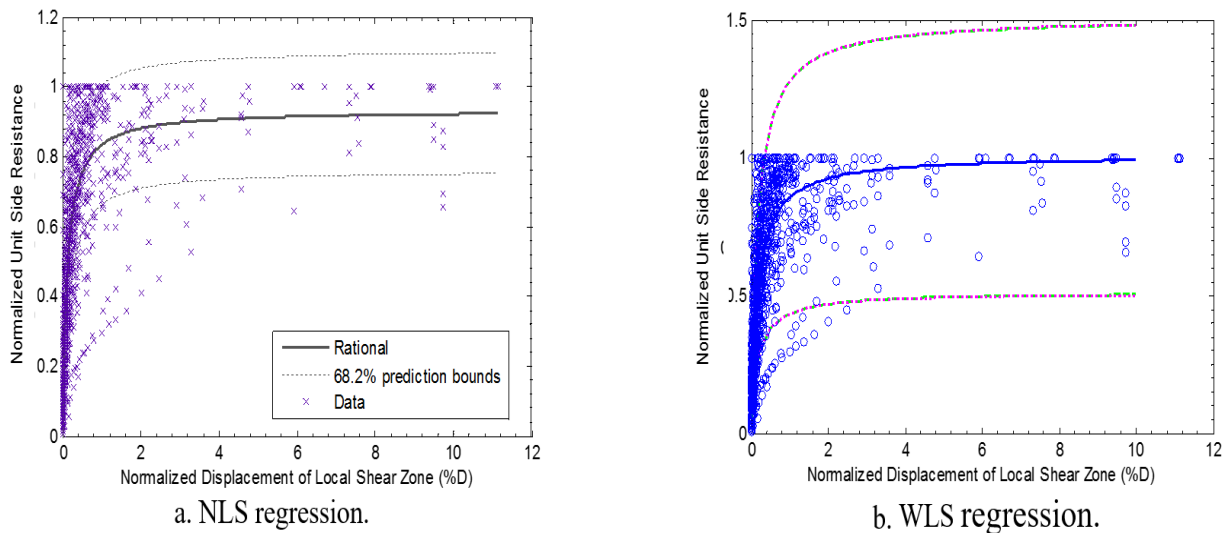 1.2
1
0.8
0.6
0.4
0.2
0
0
2
4
6
8
10
12
Normalized Unit Side Resistance
Normalized Displacement of Local Shear Zone (%D)
Rational
68.2% prediction bounds
Data
a. NLS regression.
1.5
1
0.5
0
0
2
4
6
8
10
12
Normalized Unit Side Resistance
Normalized Displacement of Local Shear Zone (%D)
b. WLS regression.